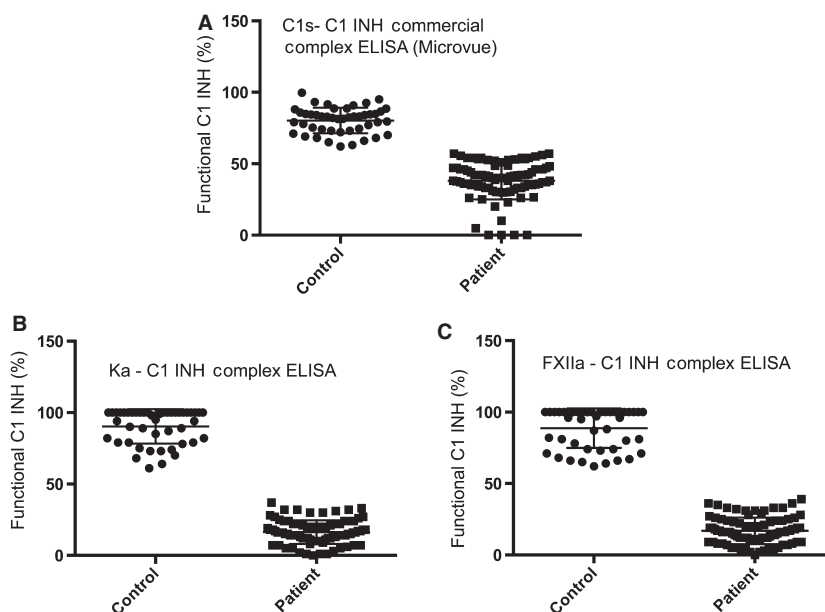 A
C1s- C1 INH commercial
complex ELISA (Microvue)
Functional C1 INH (%)
150
100
50
0
Control
Patient
B
Ka - C1 INH complex ELISA
Functional C1 INH (%)
150
100
50
0
Control
Patient
C
FXIIa - C1 INH complex ELISA
Functional C1 INH (%)
150
100
50
0
Control
Patient